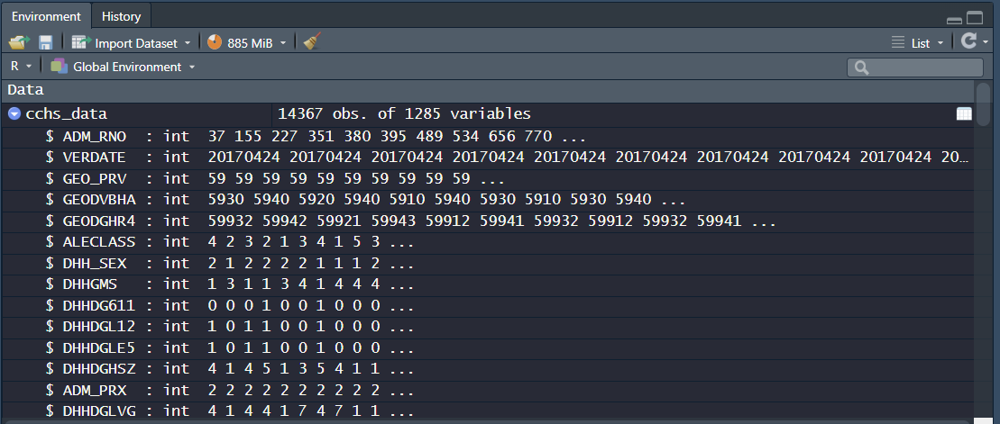 Environment History
Import Dataset 885 MiB List
R Global Environment
Data
cchs_data 14367 obs. of 1285 variables
$ ADM_RNO : int 37 155 227 351 380 395 489 534 656 770 ...
$ VERDATE : int 20170424 20170424 20170424 20170424 20170424 20170424 20170424 20170424 20170424 20...
$ GEO_PRV : int 59 59 59 59 59 59 59 59 59 59 ...
$ GEODVBHA : int 5930 5940 5920 5940 5910 5940 5930 5910 5930 5940 ...
$ GEODGHR4 : int 59932 59942 59921 59943 59912 59941 59932 59912 59932 59941 ...
$ ALECLASS : int 4 2 3 2 1 3 4 1 5 3 ...
$ DHH_SEX : int 2 1 2 2 2 2 1 1 1 2 ...
$ DHHGMS : int 1 3 1 1 3 4 1 4 4 4 ...
$ DHHDG611 : int 0 0 0 1 0 0 1 0 0 0 ...
$ DHHDGL12 : int 1 0 1 1 0 0 1 0 0 0 ...
$ DHHDGLE5 : int 1 0 1 1 0 0 1 0 0 0 ...
$ DHHDGHSZ : int 4 1 4 5 1 3 5 4 1 1 ...
$ ADM_PRX : int 2 2 2 2 2 2 2 2 2 2 ...
$ DHHDGLVG : int 4 1 4 4 1 7 4 7 1 1 ...